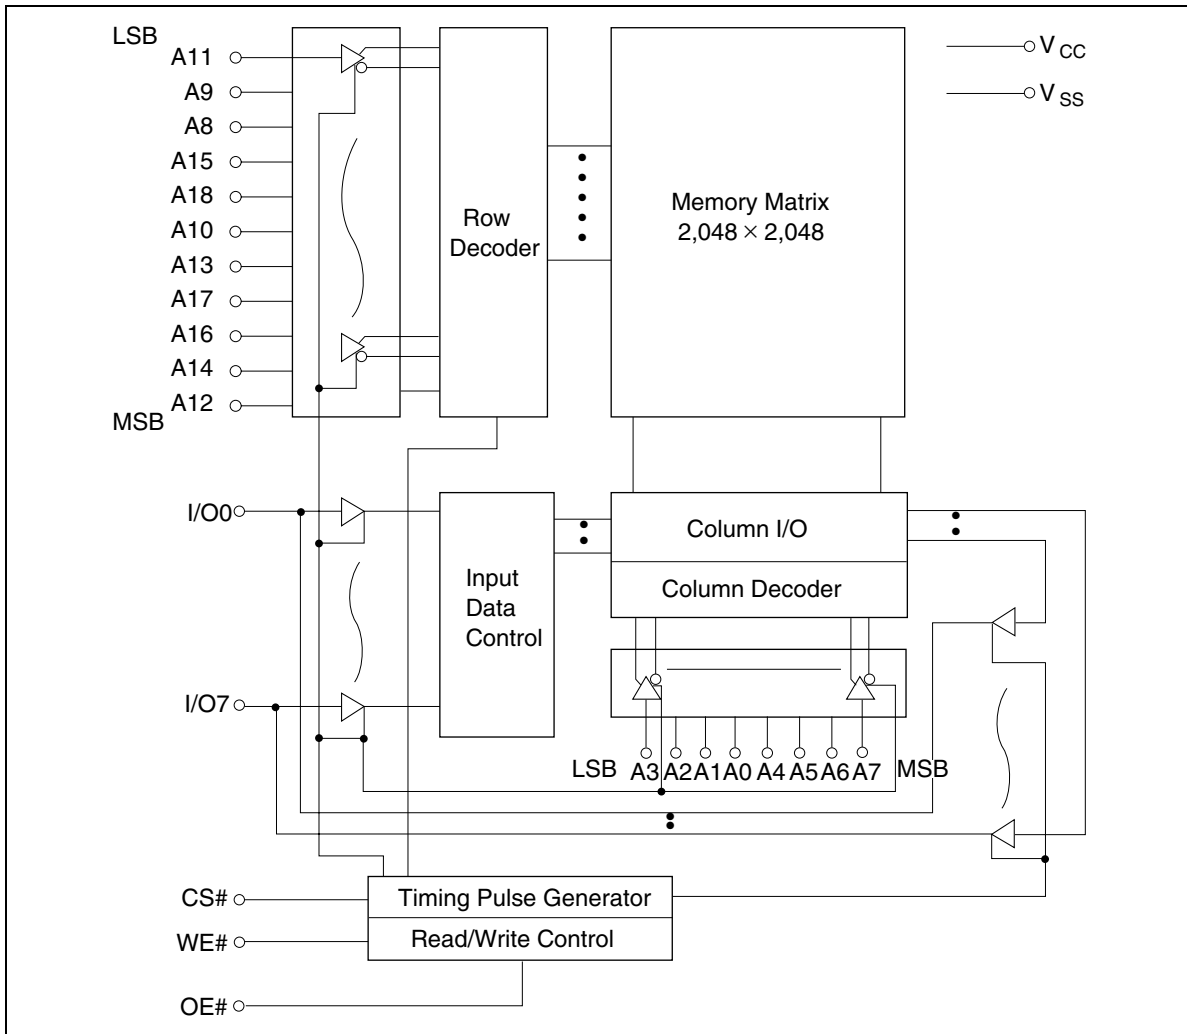 LSB
A11
A9
A8
A15
A18
A10
A13
A17
A16
A14
A12
MSB
Row
Decoder
Memory Matrix
2,048 × 2,048
V CC
V SS
I/O0
I/O7
Input
Data
Control
Column I/O
Column Decoder
LSB A3 A2 A1 A0 A4 A5 A6 A7 MSB
CS#
WE#
OE#
Timing Pulse Generator
Read/Write Control